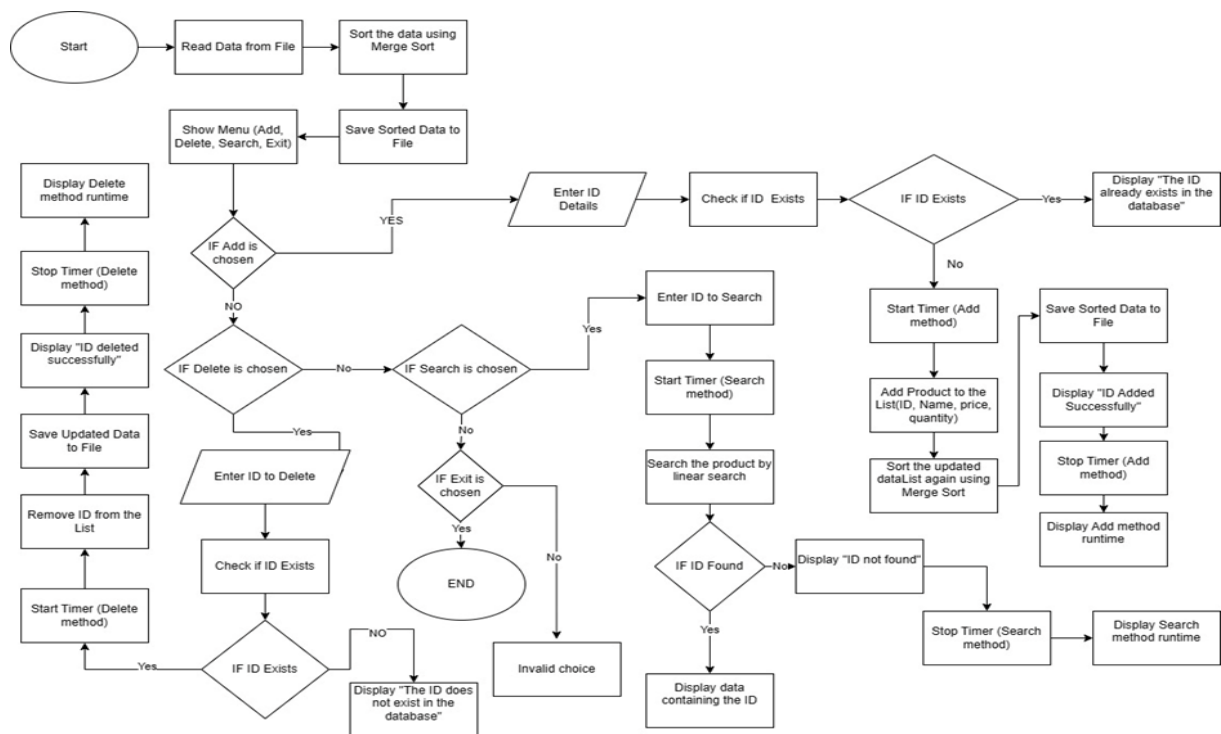 Start
Read Data from File
Sort the data using
Merge Sort
Show Menu (Add,
Delete, Search, Exit)
Save Sorted Data to
File
Display Delete
method runtime
Enter ID
Details
Check if ID Exists
IF ID Exists
Yes
Display "The ID
already exists in the
database"
YES
IF Add is
chosen
NO
No
Stop Timer (Delete
method)
Enter ID to Search
Start Timer (Add
method)
Save Sorted Data to
File
Display "ID deleted
successfully"
IF Delete is chosen
No
IF Search is chosen
Yes
Start Timer (Search
method)
Add Product to the
List(ID, Name, price,
quantity)
Display "ID Added
Successfully"
Save Updated Data
to File
Yes
No
Enter ID to Delete
IF Exit is
chosen
Search the product by
linear search
Sort the updated
dataList again using
Merge Sort
Stop Timer (Add
method)
Remove ID from the
List
Yes
No
Display Add method
runtime
Check if ID Exists
END
IF ID Found
No
Display "ID not found"
Start Timer (Delete
method)
Yes
Stop Timer (Search
method)
Display Search
method runtime
Yes
IF ID Exists
NO
Invalid choice
Display "The ID does
not exist in the
database"
Display data
containing the ID